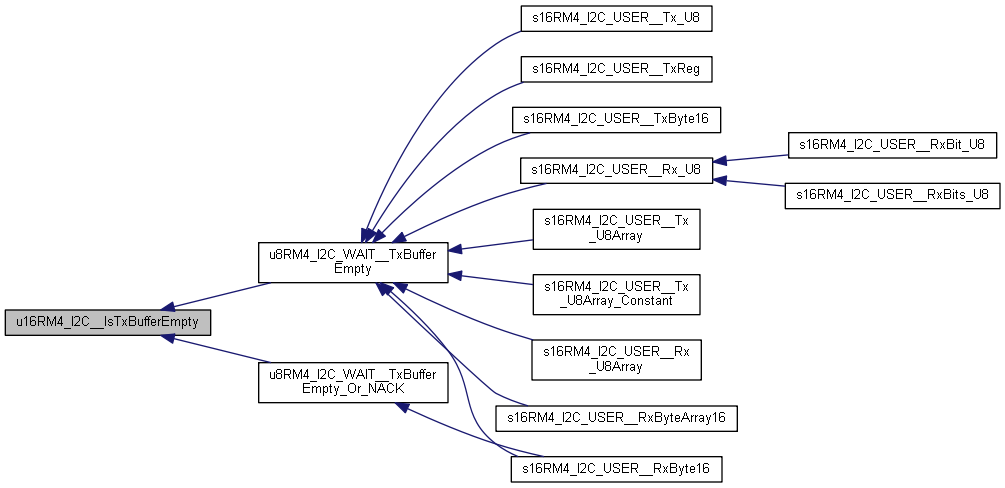 s16RM4_I2C_USER__Tx_U8
s16RM4_I2C_USER__TxReg
s16RM4_I2C_USER__TxByte16
s16RM4_I2C_USER__RxBit_U8
s16RM4_I2C_USER__Rx_U8
s16RM4_I2C_USER__RxBits_U8
s16RM4_I2C_USER__Tx
_U8Array
u8RM4_I2C_WAIT__TxBuffer
Empty
s16RM4_I2C_USER__Tx
_U8Array_Constant
u16RM4_I2C__IsTxBufferEmpty
s16RM4_I2C_USER__Rx
_U8Array
u8RM4_I2C_WAIT__TxBuffer
Empty_Or_NACK
s16RM4_I2C_USER__RxByteArray16
s16RM4_I2C_USER__RxByte16